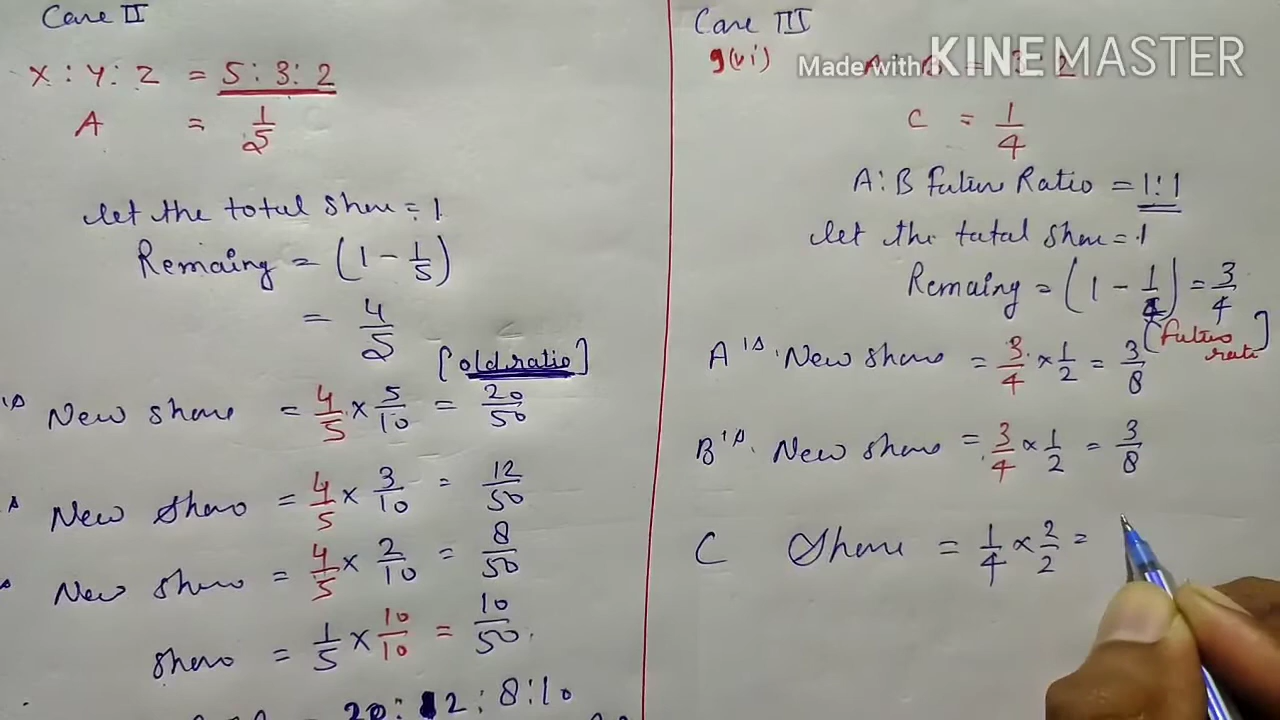 Case II
X : Y : Z = 5 : 3 : 2
A = 1/5
let the total share = 1
Remaing = (1 - 1/5)
= 4/5
[old ratio]
's New share = 4/5 × 5/10 = 20/50
's New share = 4/5 × 3/10 = 12/50
's New share = 4/5 × 2/10 = 8/50
share = 1/5 × 10/10 = 10/50
20 : 12 : 8 : 10
Case III
9(vi) A : B = 3 : 2
Made with KINEMASTER
C = 1/4
A:B Future Ratio = 1:1
let the total share = 1
Remaing = (1 - 1/4) = 3/4
[future ratio]
A's New share = 3/4 × 1/2 = 3/8
B's New share = 3/4 × 1/2 = 3/8
C Share = 1/4 × 2/2 =